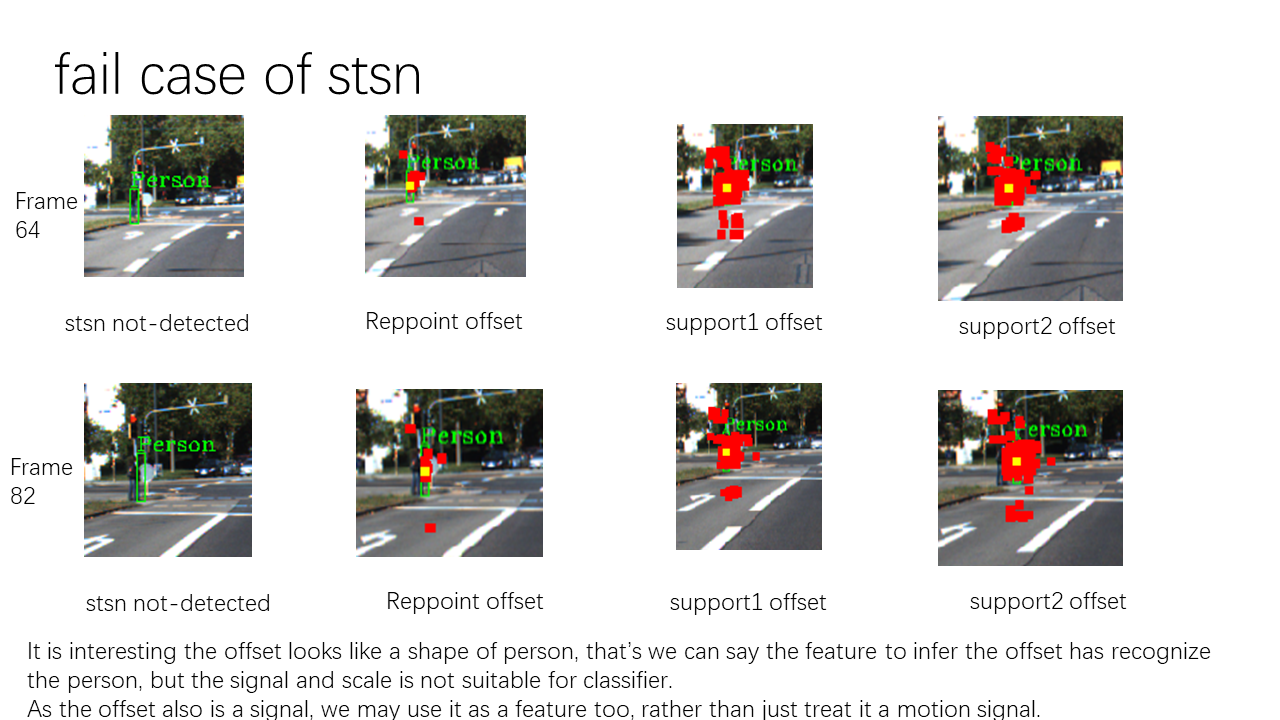 fail case of stsn
Frame
64
Person
Person
Person
Person
stsn not-detected
Reppoint offset
support1 offset
support2 offset
Frame
82
Person
Person
Person
erson
stsn not-detected
Reppoint offset
support1 offset
support2 offset
It is interesting the offset looks like a shape of person, that's we can say the feature to infer the offset has recognize
the person, but the signal and scale is not suitable for classifier.
As the offset also is a signal, we may use it as a feature too, rather than just treat it a motion signal.